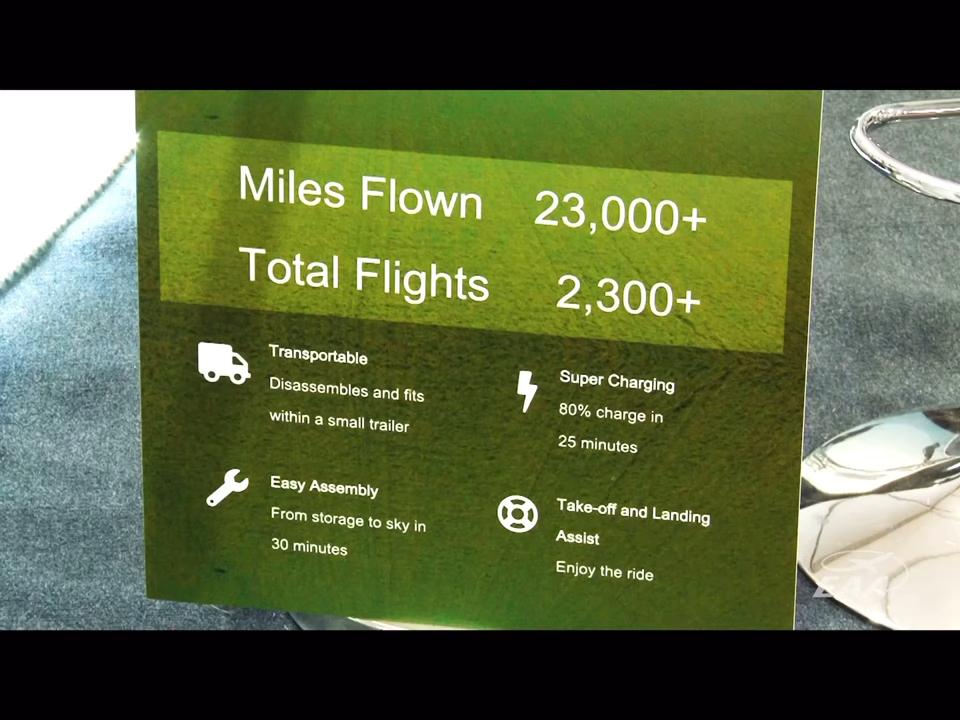 Miles Flown 23,000+
Total Flights 2,300+
Transportable
Disassembles and fits
within a small trailer
Super Charging
80% charge in
25 minutes
Easy Assembly
From storage to sky in
30 minutes
Take-off and Landing
Assist
Enjoy the ride
EAA